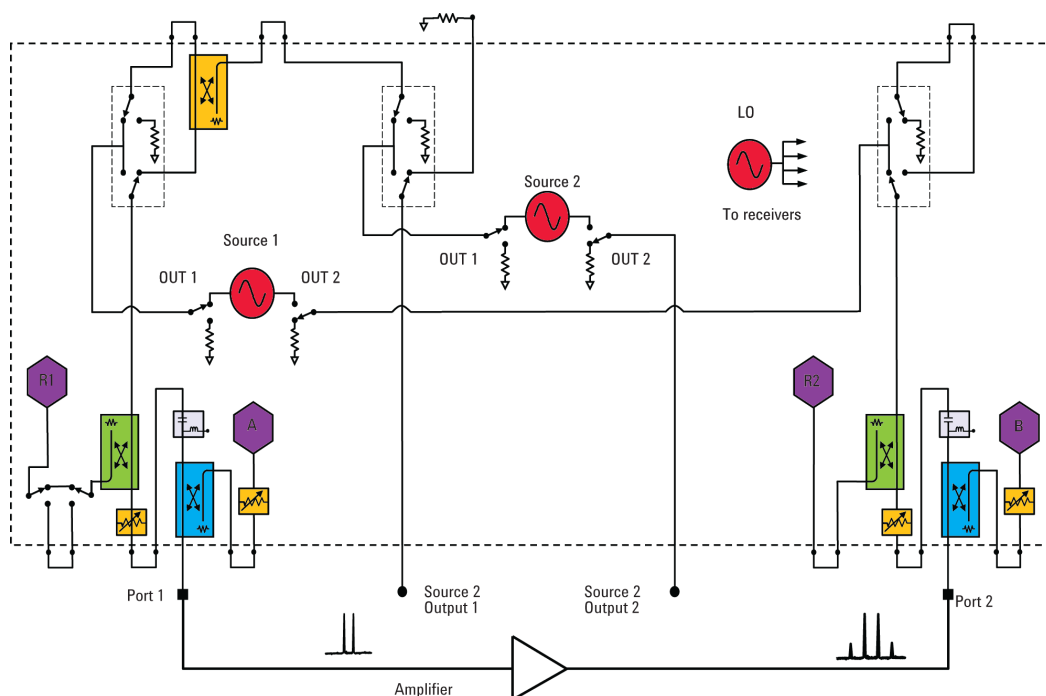 LO
To receivers
Source 2
OUT 1
OUT 2
Source 1
OUT 1
OUT 2
R1
A
R2
B
Port 1
Source 2
Output 1
Source 2
Output 2
Port 2
Amplifier